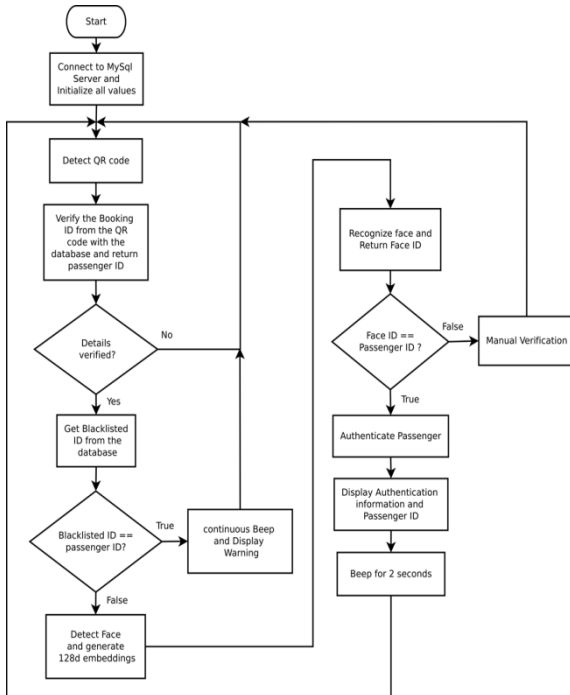 Start
Connect to MySql
Server and
Initialize all values
Detect QR code
Verify the Booking
ID from the QR
code with the
database and return
passenger ID
Details
verified?
No
Yes
Get Blacklisted
ID from the
database
Blacklisted ID ==
passenger ID?
True
continuous Beep
and Display
Warning
False
Detect Face
and generate
128d embeddings
Recognize face and
Return Face ID
Face ID ==
Passenger ID ?
False
Manual Verification
True
Authenticate Passenger
Display Authentication
information and
Passenger ID
Beep for 2 seconds